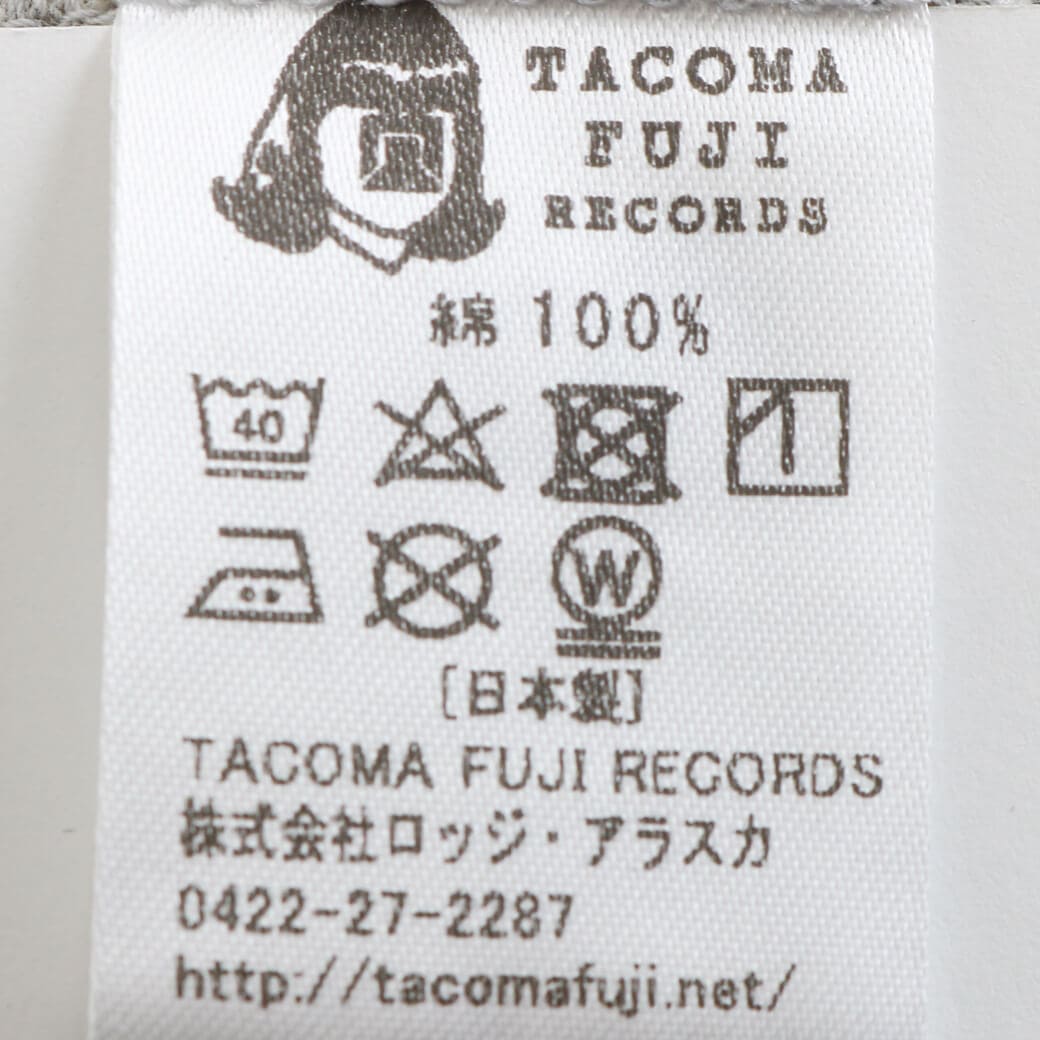 TACOMA
FUJI
RECORDS
綿 100%
40
W
[日本製]
TACOMA FUJI RECORDS
株式会社ロッジ・アラスカ
0422-27-2287
http://tacomafuji.net/